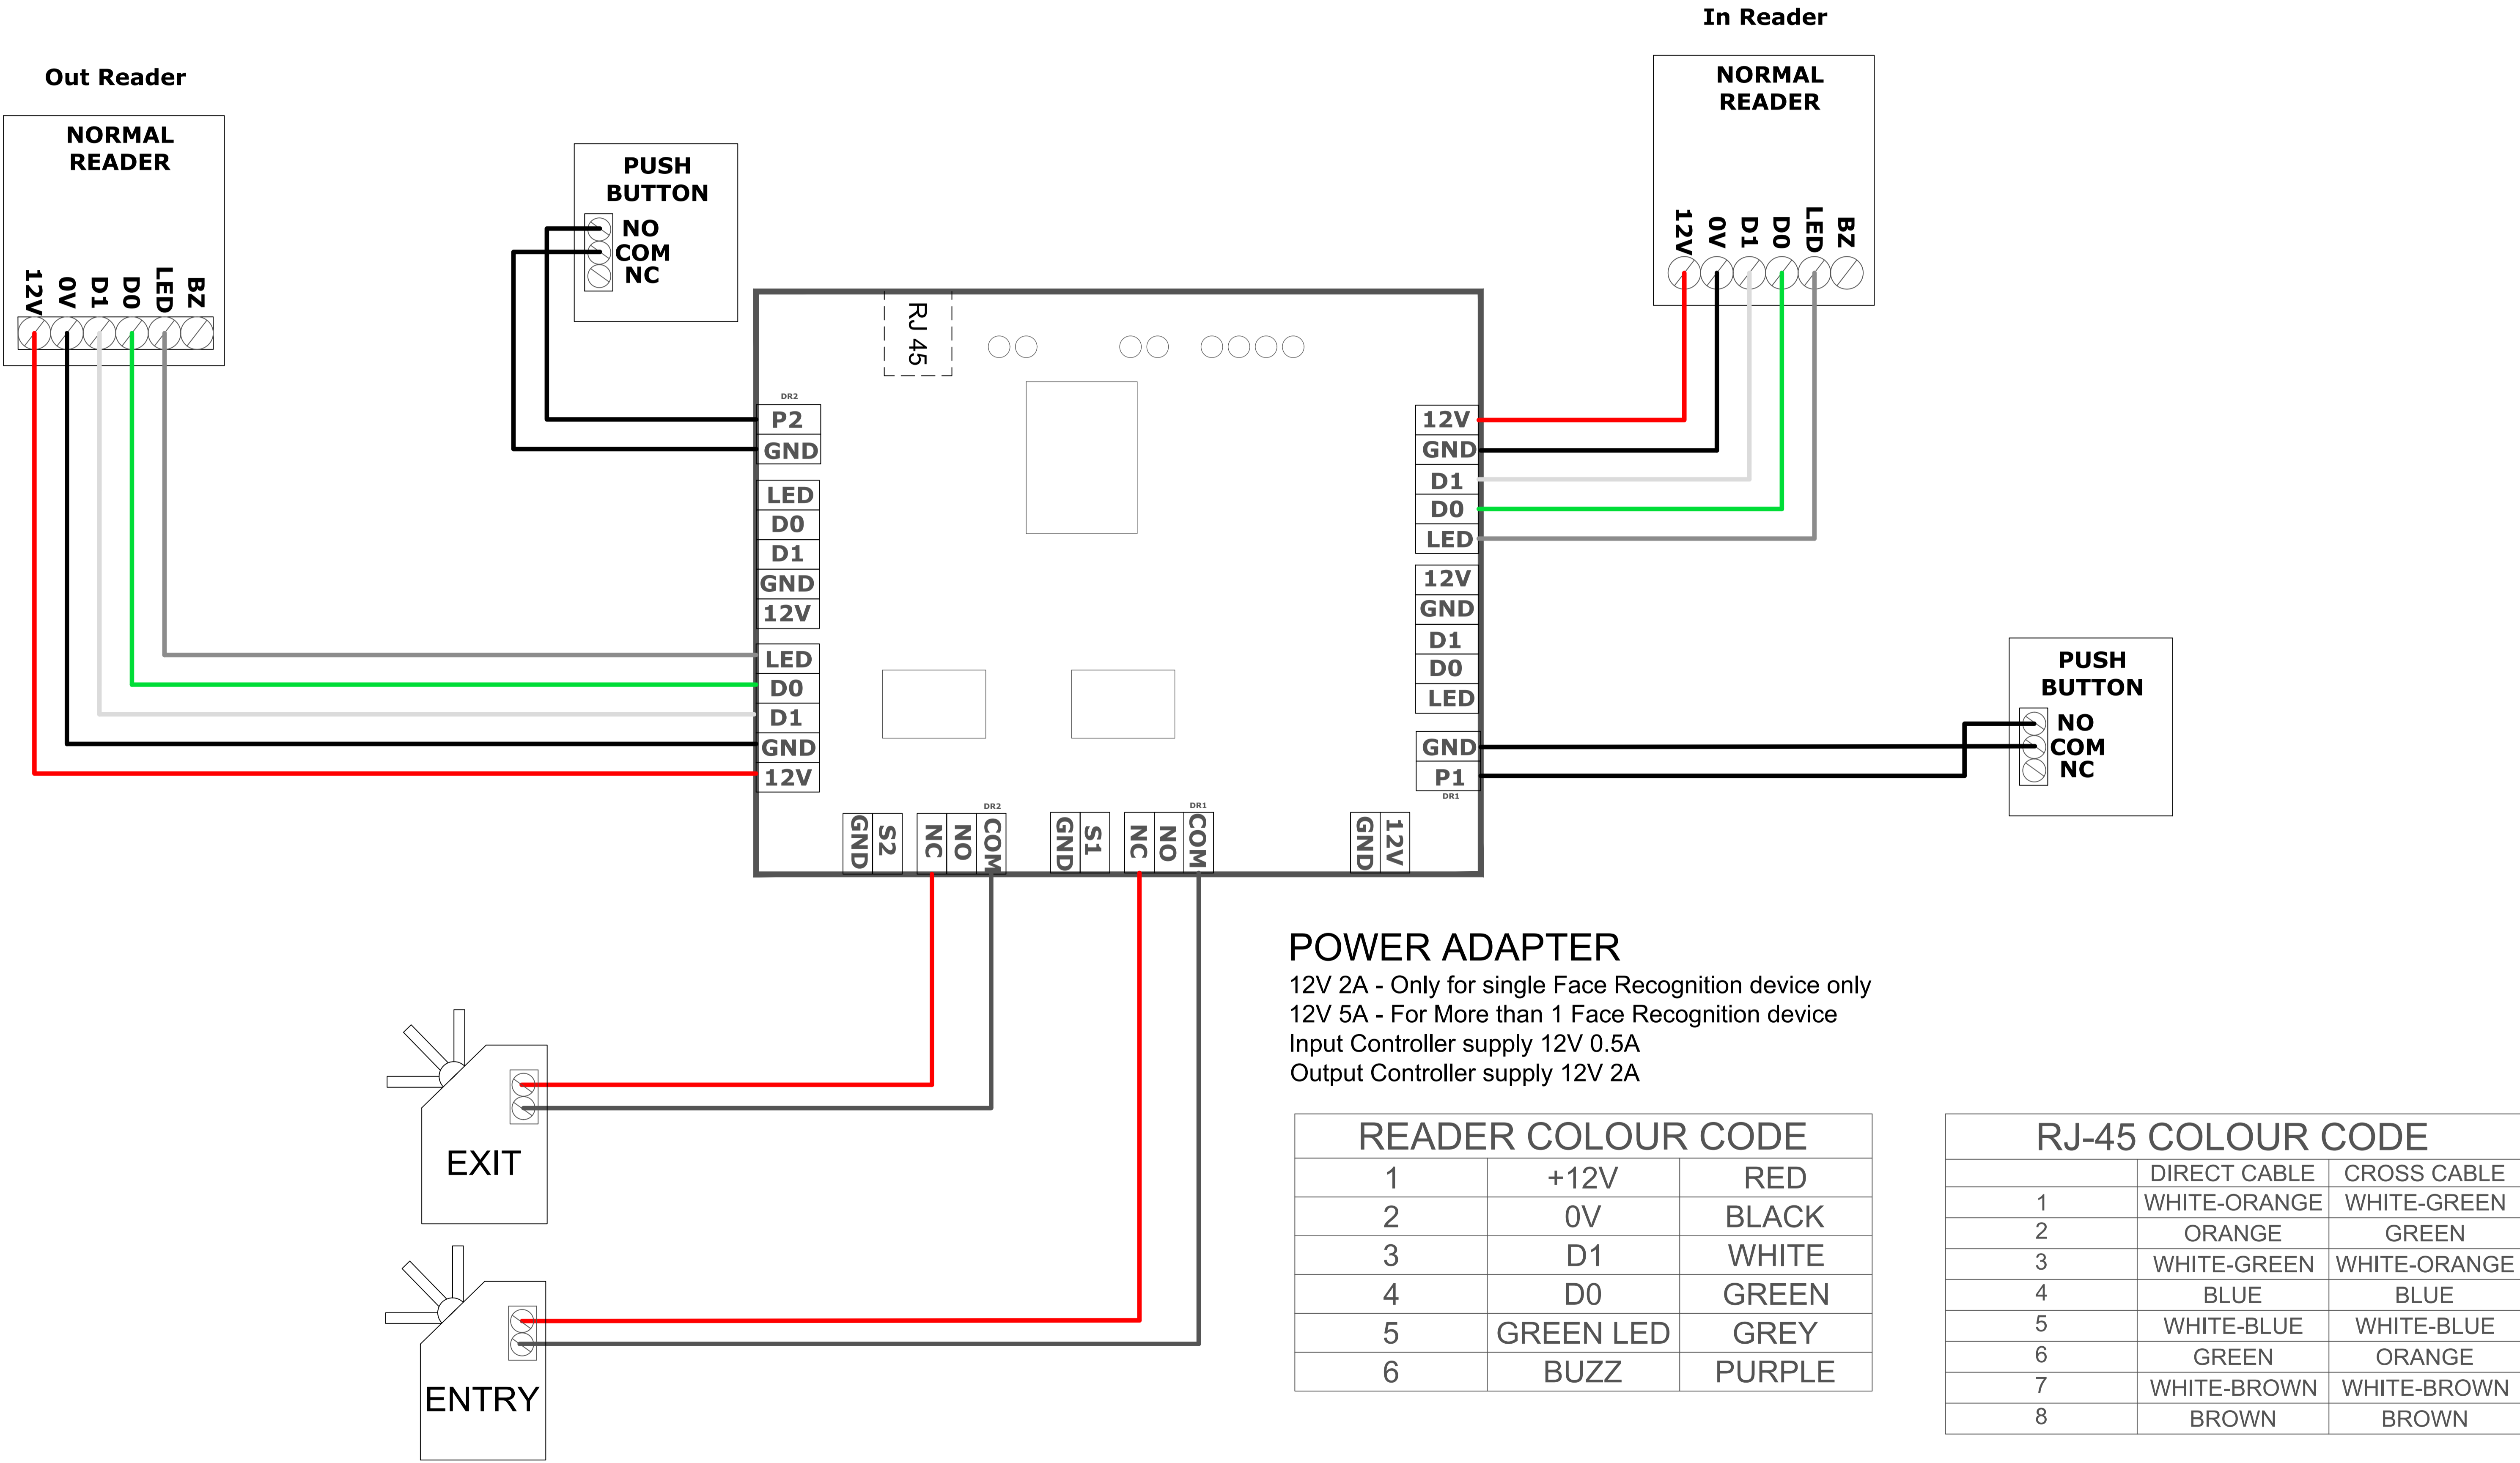 In Reader
Out Reader
NORMAL
READER
12V
0V
D1
D0
LED
BZ
PUSH
BUTTON
NO
COM
NC
NORMAL
READER
12V
0V
D1
D0
LED
BZ
RJ 45
DR2
P2
GND
LED
D0
D1
GND
12V
LED
D0
D1
GND
12V
12V
GND
D1
D0
LED
12V
GND
D1
D0
LED
GND
P1
DR1
PUSH
BUTTON
NO
COM
NC
DR2
DR1
GND
S2
NC
NO
COM
GND
S1
NC
NO
COM
GND
12V
EXIT
ENTRY
POWER ADAPTER
12V 2A - Only for single Face Recognition device only
12V 5A - For More than 1 Face Recognition device
Input Controller supply 12V 0.5A
Output Controller supply 12V 2A
READER COLOUR CODE
1 +12V RED
2 0V BLACK
3 D1 WHITE
4 D0 GREEN
5 GREEN LED GREY
6 BUZZ PURPLE
RJ-45 COLOUR CODE
DIRECT CABLE CROSS CABLE
1 WHITE-ORANGE WHITE-GREEN
2 ORANGE GREEN
3 WHITE-GREEN WHITE-ORANGE
4 BLUE BLUE
5 WHITE-BLUE WHITE-BLUE
6 GREEN ORANGE
7 WHITE-BROWN WHITE-BROWN
8 BROWN BROWN